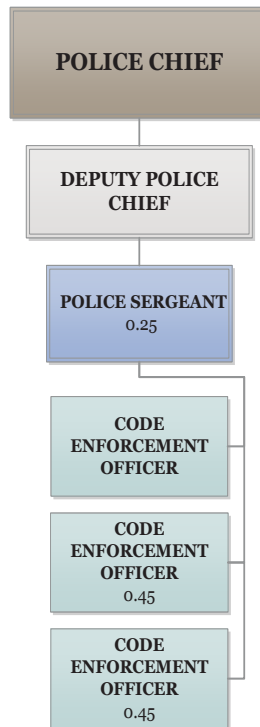 POLICE CHIEF
DEPUTY POLICE
CHIEF
POLICE SERGEANT
0.25
CODE
ENFORCEMENT
OFFICER
CODE
ENFORCEMENT
OFFICER
0.45
CODE
ENFORCEMENT
OFFICER
0.45